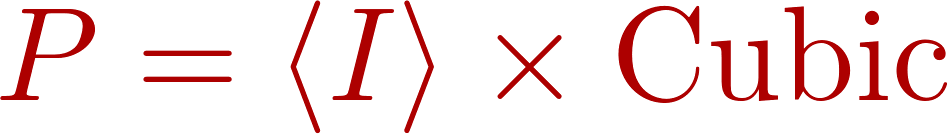 P = ⟨I⟩ × Cubic